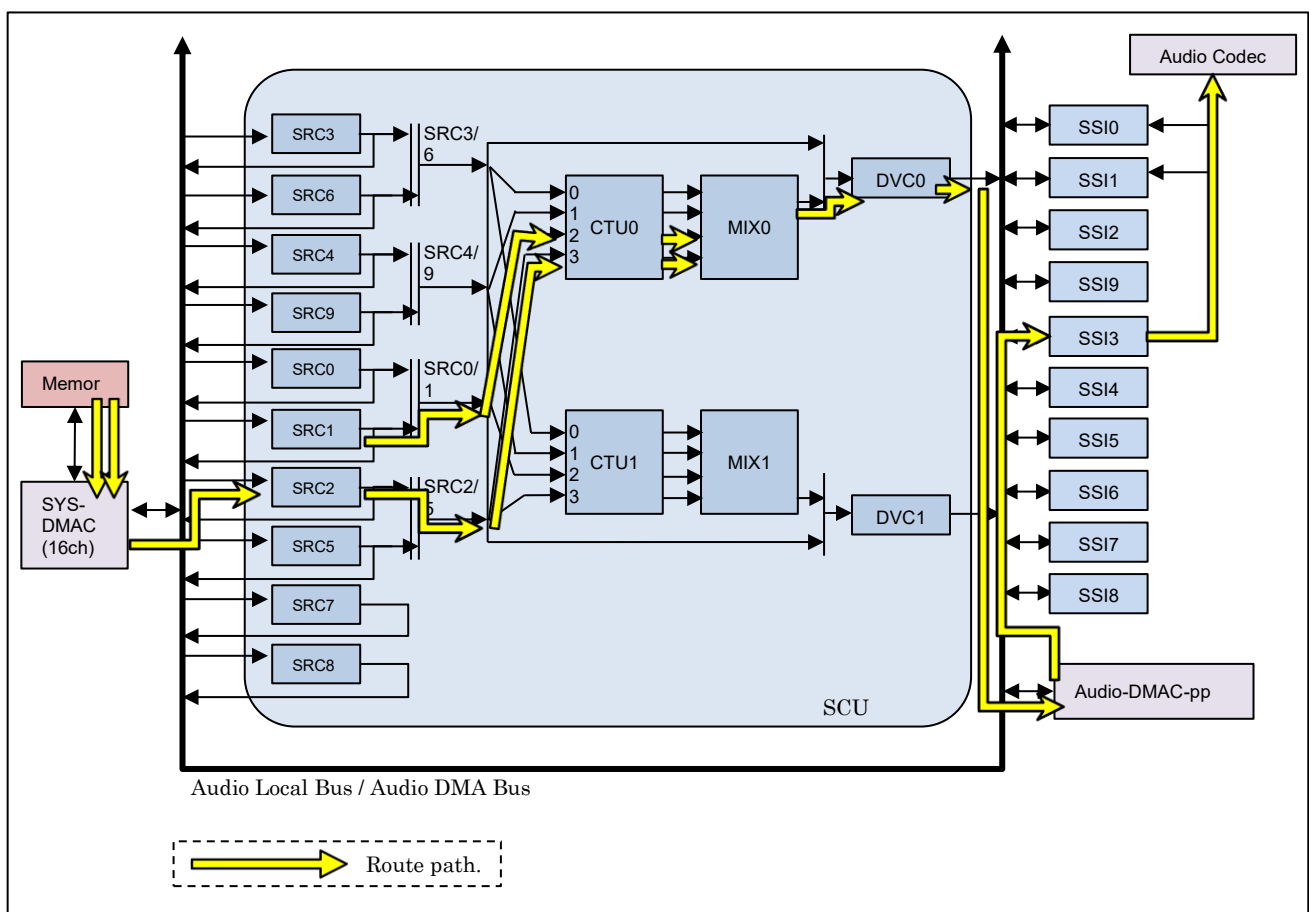 Audio Codec
SRC3
SRC6
SRC4
SRC9
SRC0
SRC1
SRC2
SRC5
SRC7
SRC8
SRC3/
6
SRC4/
9
SRC0/
1
SRC2/
5
0
1
2
3
CTU0
MIX0
DVC0
0
1
2
3
CTU1
MIX1
DVC1
SCU
Memor
SYS-
DMAC
(16ch)
SSI0
SSI1
SSI2
SSI9
SSI3
SSI4
SSI5
SSI6
SSI7
SSI8
Audio-DMAC-pp
Audio Local Bus / Audio DMA Bus
Route path.